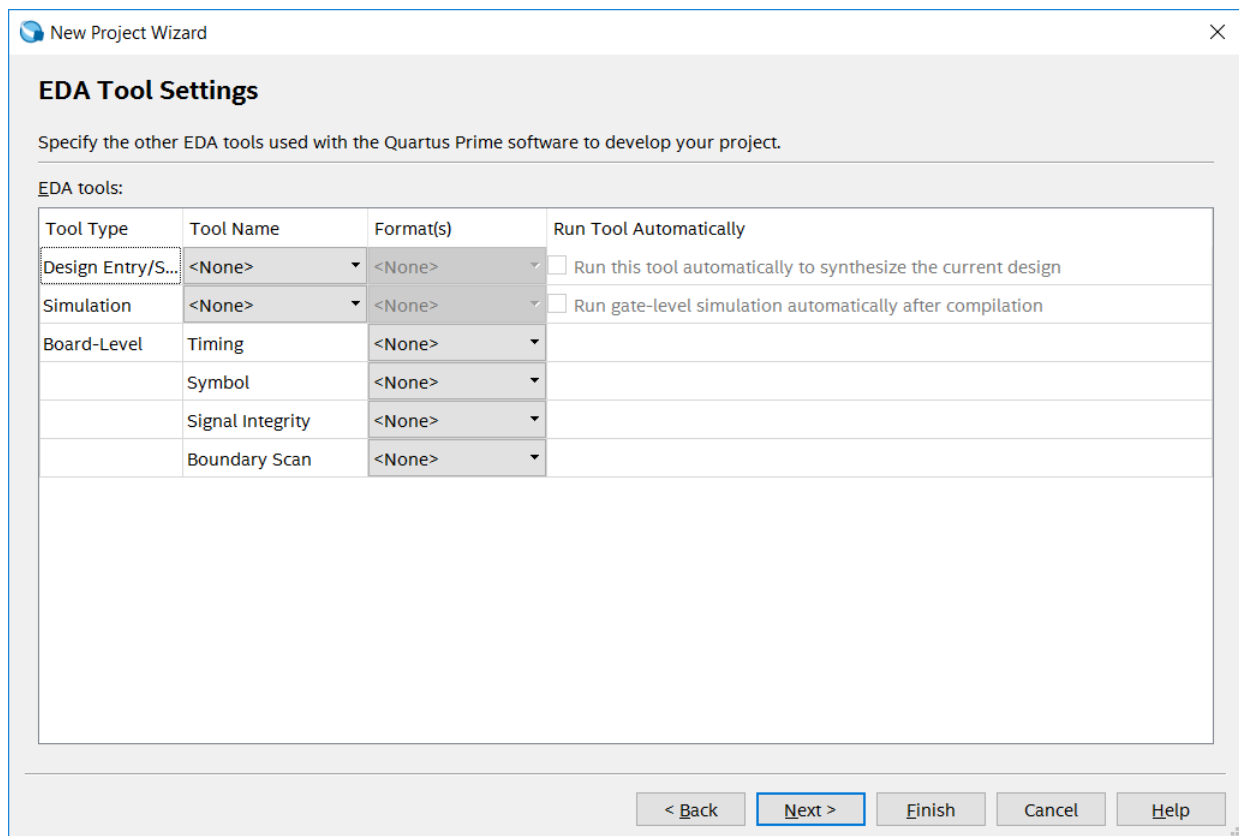 New Project Wizard
EDA Tool Settings
Specify the other EDA tools used with the Quartus Prime software to develop your project.
EDA tools:
Tool Type Tool Name Format(s) Run Tool Automatically
Design Entry/S... <None> <None> Run this tool automatically to synthesize the current design
Simulation <None> <None> Run gate-level simulation automatically after compilation
Board-Level Timing <None>
Symbol <None>
Signal Integrity <None>
Boundary Scan <None>
< Back Next > Finish Cancel Help